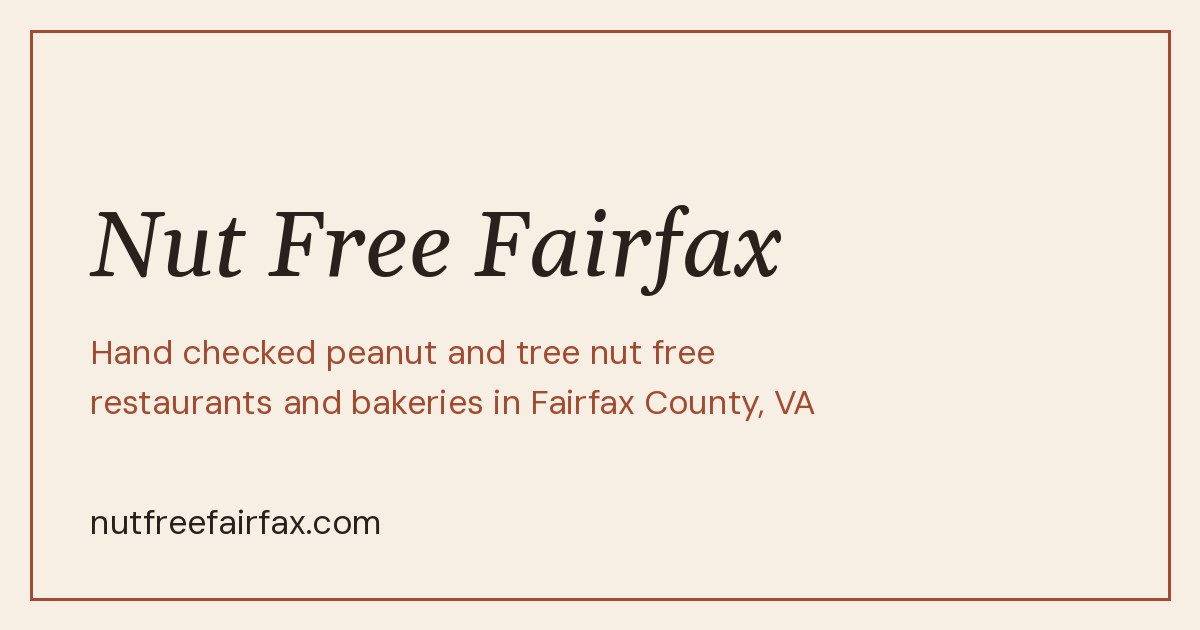 Nut Free Fairfax
Hand checked peanut and tree nut free
restaurants and bakeries in Fairfax County, VA
nutfreefairfax.com